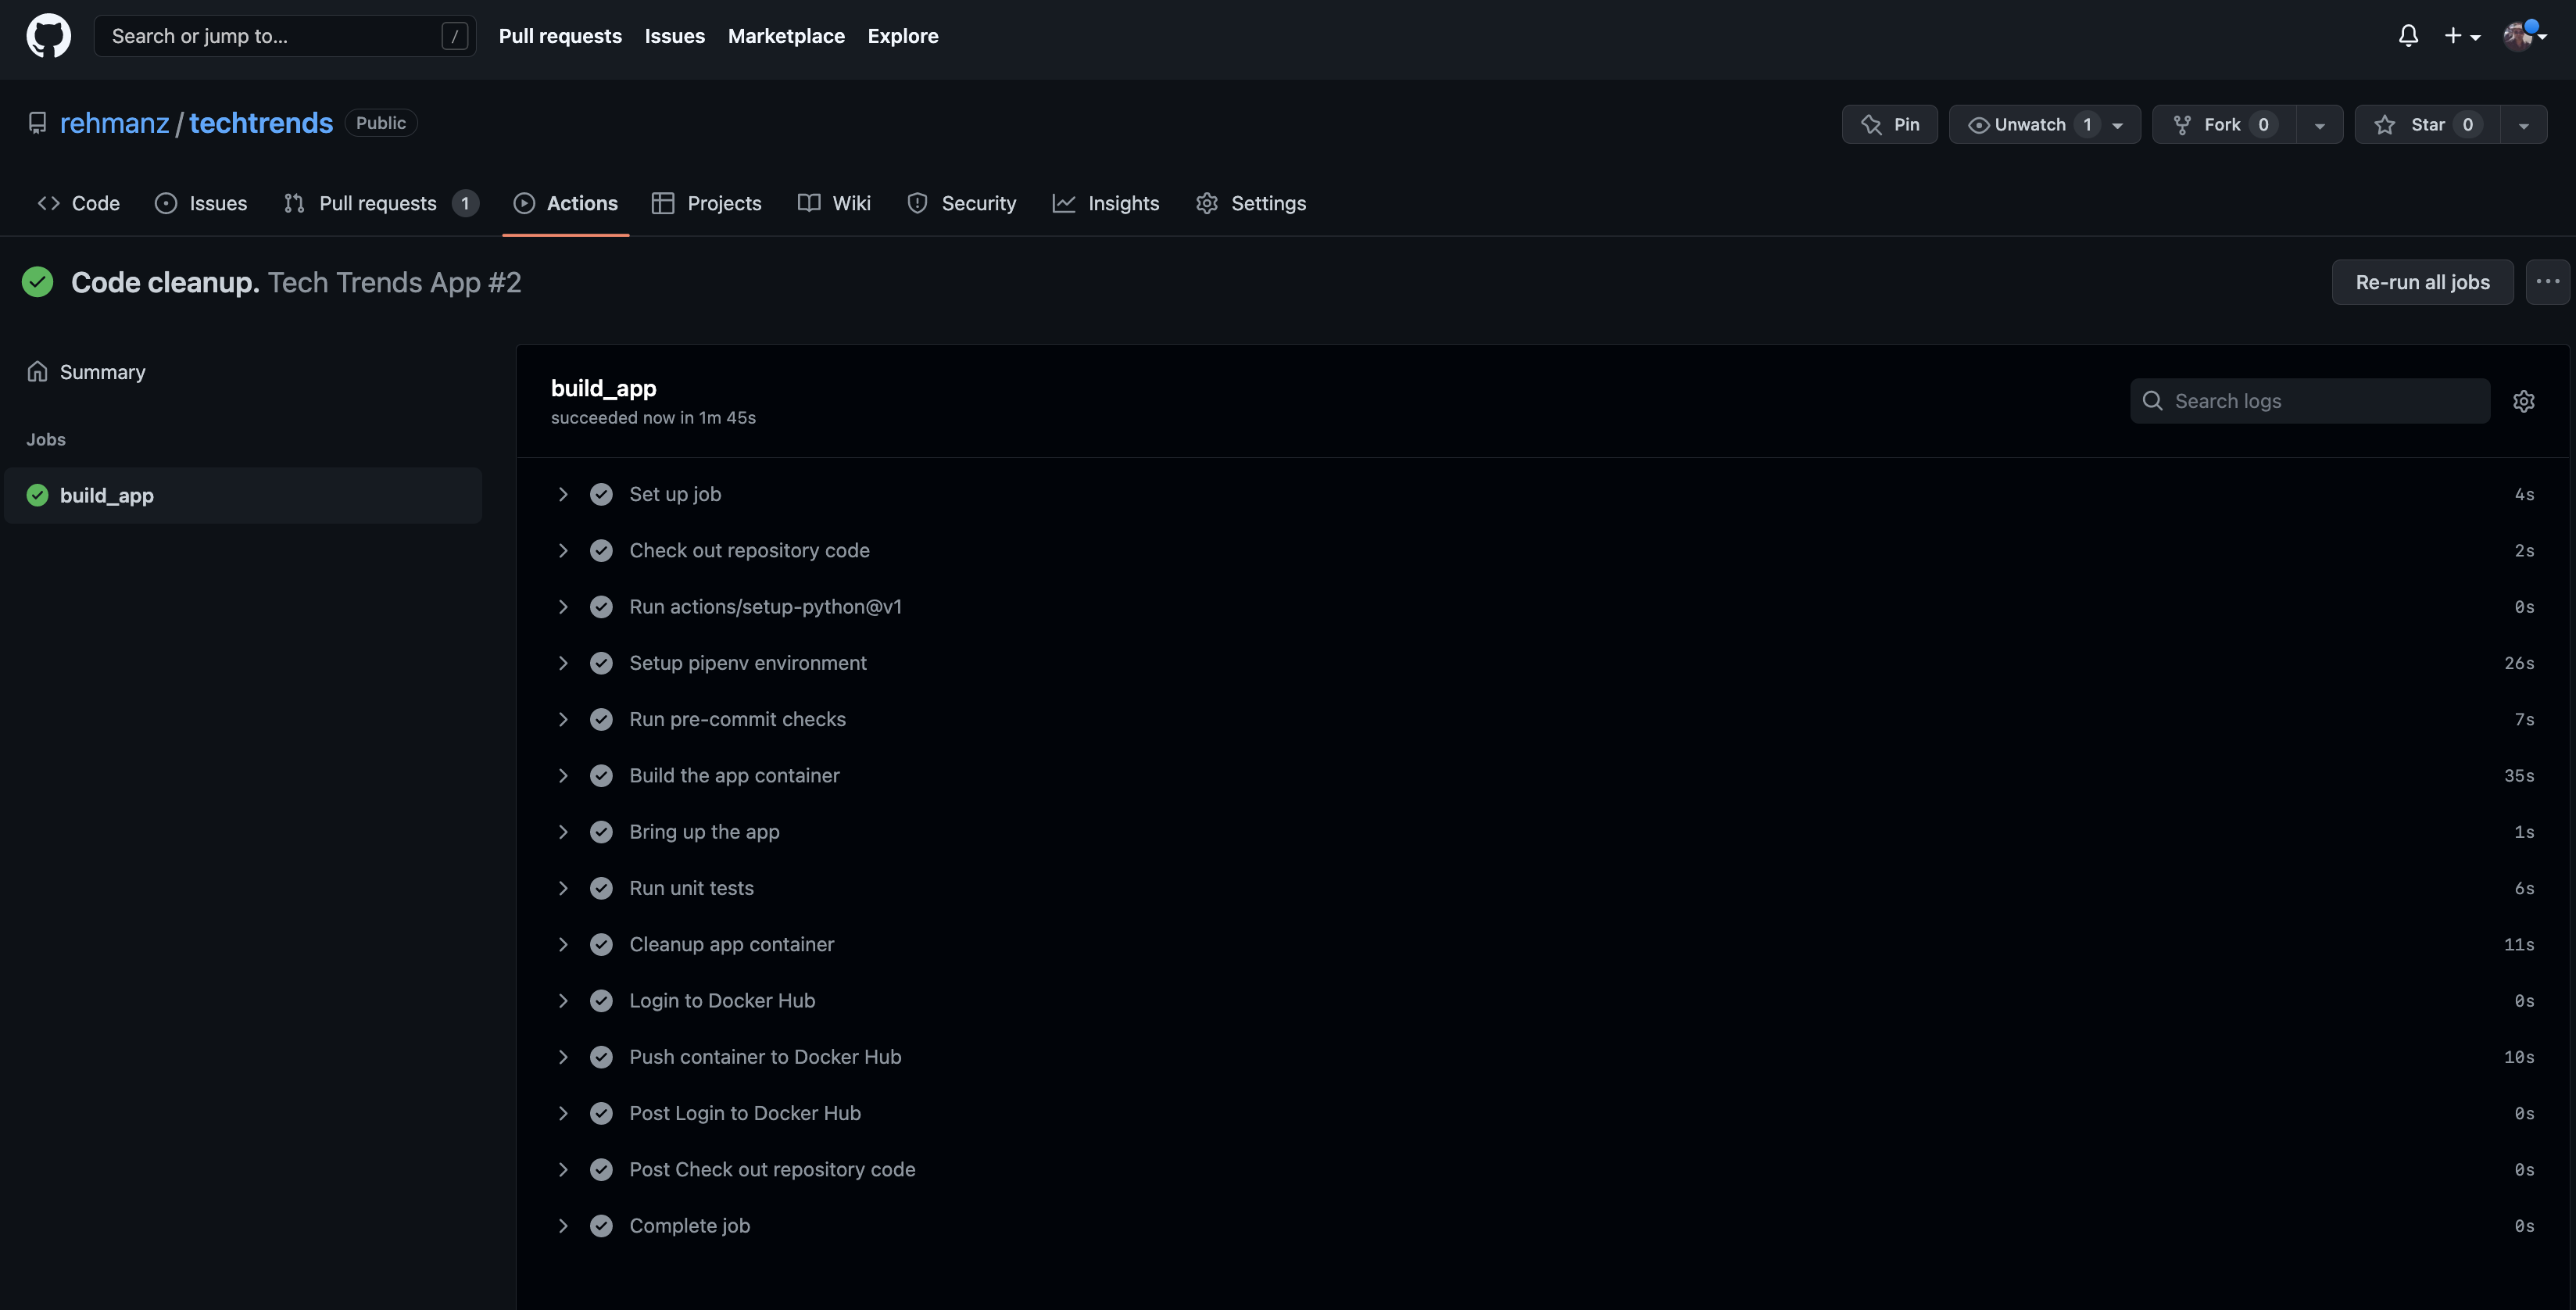 Search or jump to... / Pull requests Issues Marketplace Explore
rehmanz / techtrends Public Pin Unwatch 1 Fork 0 Star 0
Code Issues Pull requests 1 Actions Projects Wiki Security Insights Settings
Code cleanup. Tech Trends App #2 Re-run all jobs
Summary
Jobs
build_app
build_app
succeeded now in 1m 45s
Search logs
Set up job 4s
Check out repository code 2s
Run actions/setup-python@v1 0s
Setup pipenv environment 26s
Run pre-commit checks 7s
Build the app container 35s
Bring up the app 1s
Run unit tests 6s
Cleanup app container 11s
Login to Docker Hub 0s
Push container to Docker Hub 10s
Post Login to Docker Hub 0s
Post Check out repository code 0s
Complete job 0s